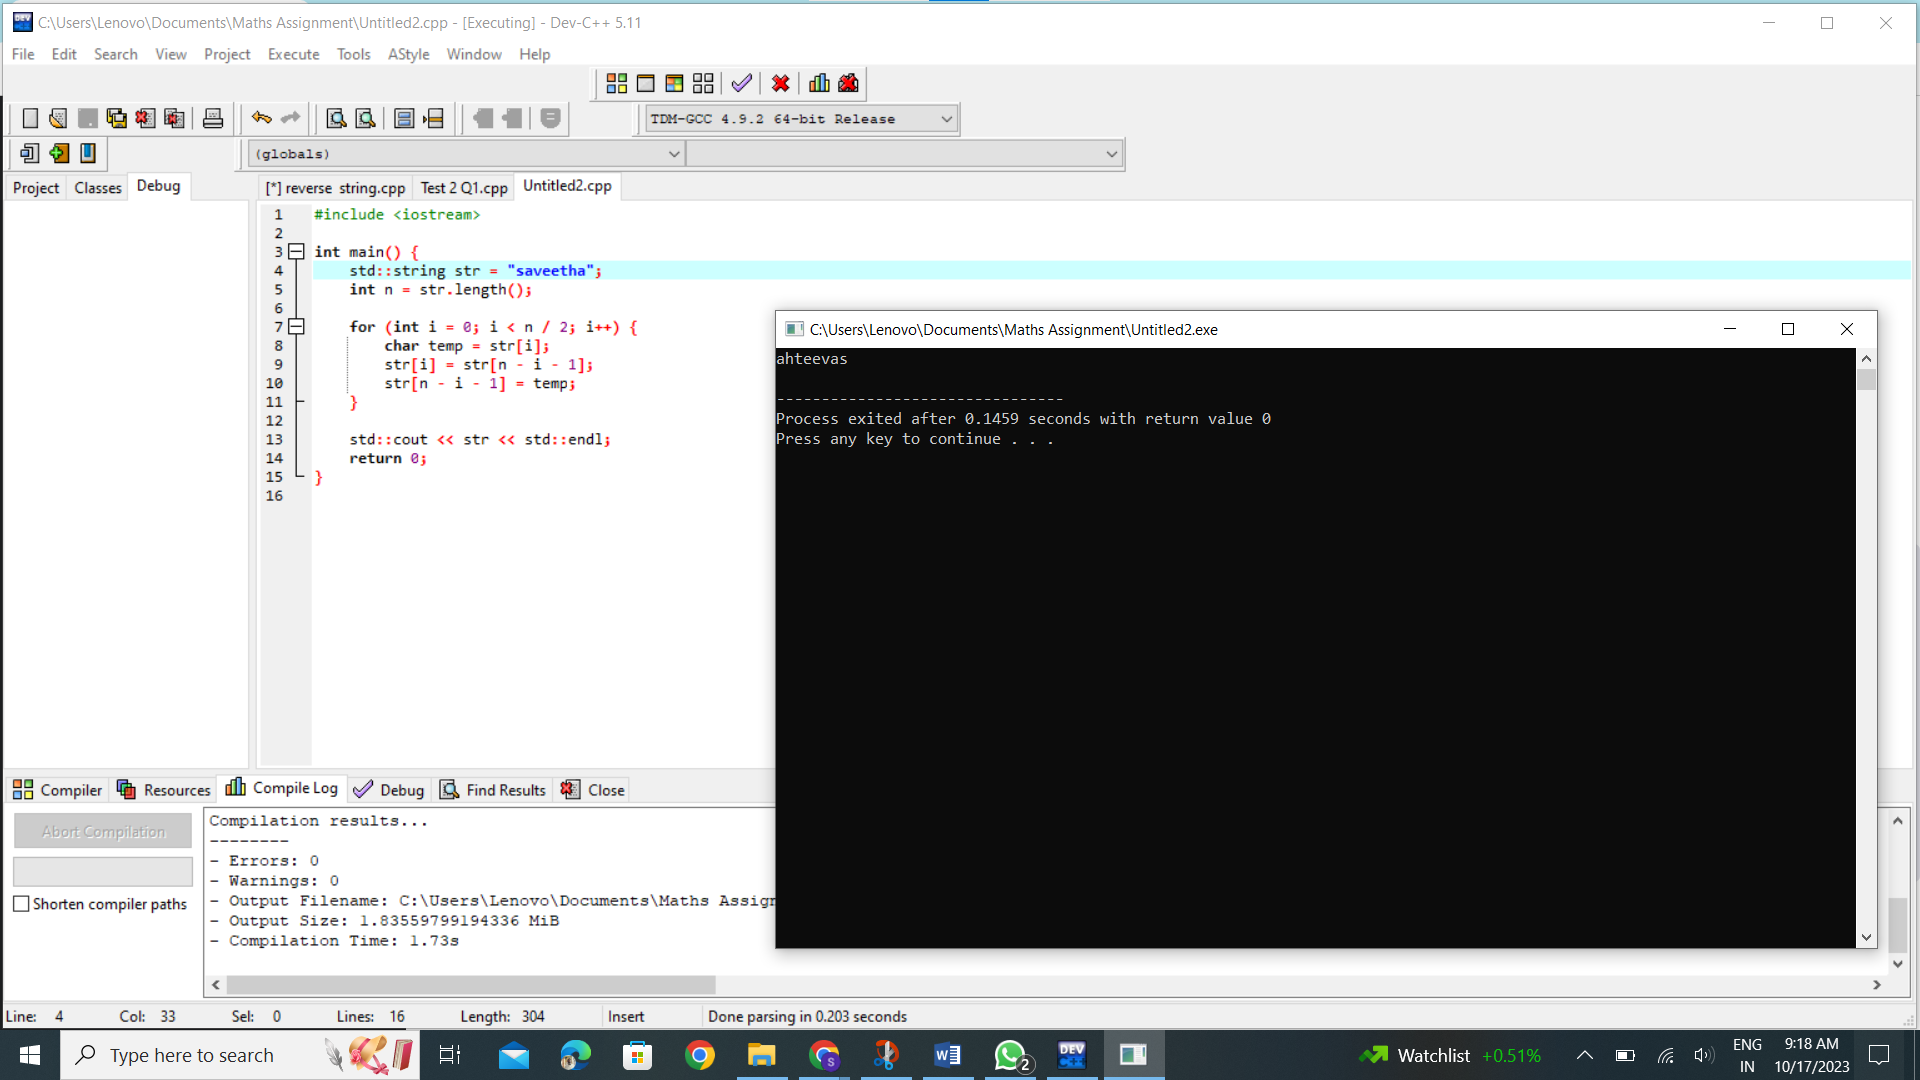 C:\Users\Lenovo\Documents\Maths Assignment\Untitled2.cpp - [Executing] - Dev-C++ 5.11
File Edit Search View Project Execute Tools AStyle Window Help
TDM-GCC 4.9.2 64-bit Release
(globals)
Project Classes Debug
[*] reverse string.cpp Test 2 Q1.cpp Untitled2.cpp
1 #include <iostream>
2
3 int main() {
4 std::string str = "saveetha";
5 int n = str.length();
6
7 for (int i = 0; i < n / 2; i++) {
8 char temp = str[i];
9 str[i] = str[n - i - 1];
10 str[n - i - 1] = temp;
11 }
12
13 std::cout << str << std::endl;
14 return 0;
15 }
16
C:\Users\Lenovo\Documents\Maths Assignment\Untitled2.exe
ahteevas
--------------------------------
Process exited after 0.1459 seconds with return value 0
Press any key to continue . . .
Compiler Resources Compile Log Debug Find Results Close
Abort Compilation
Shorten compiler paths
Compilation results...
--------
- Errors: 0
- Warnings: 0
- Output Filename: C:\Users\Lenovo\Documents\Maths Assign
- Output Size: 1.83559799194336 MiB
- Compilation Time: 1.73s
Line: 4 Col: 33 Sel: 0 Lines: 16 Length: 304 Insert Done parsing in 0.203 seconds
Type here to search
S
W
2
DEV
Watchlist +0.51%
ENG
IN
9:18 AM
10/17/2023